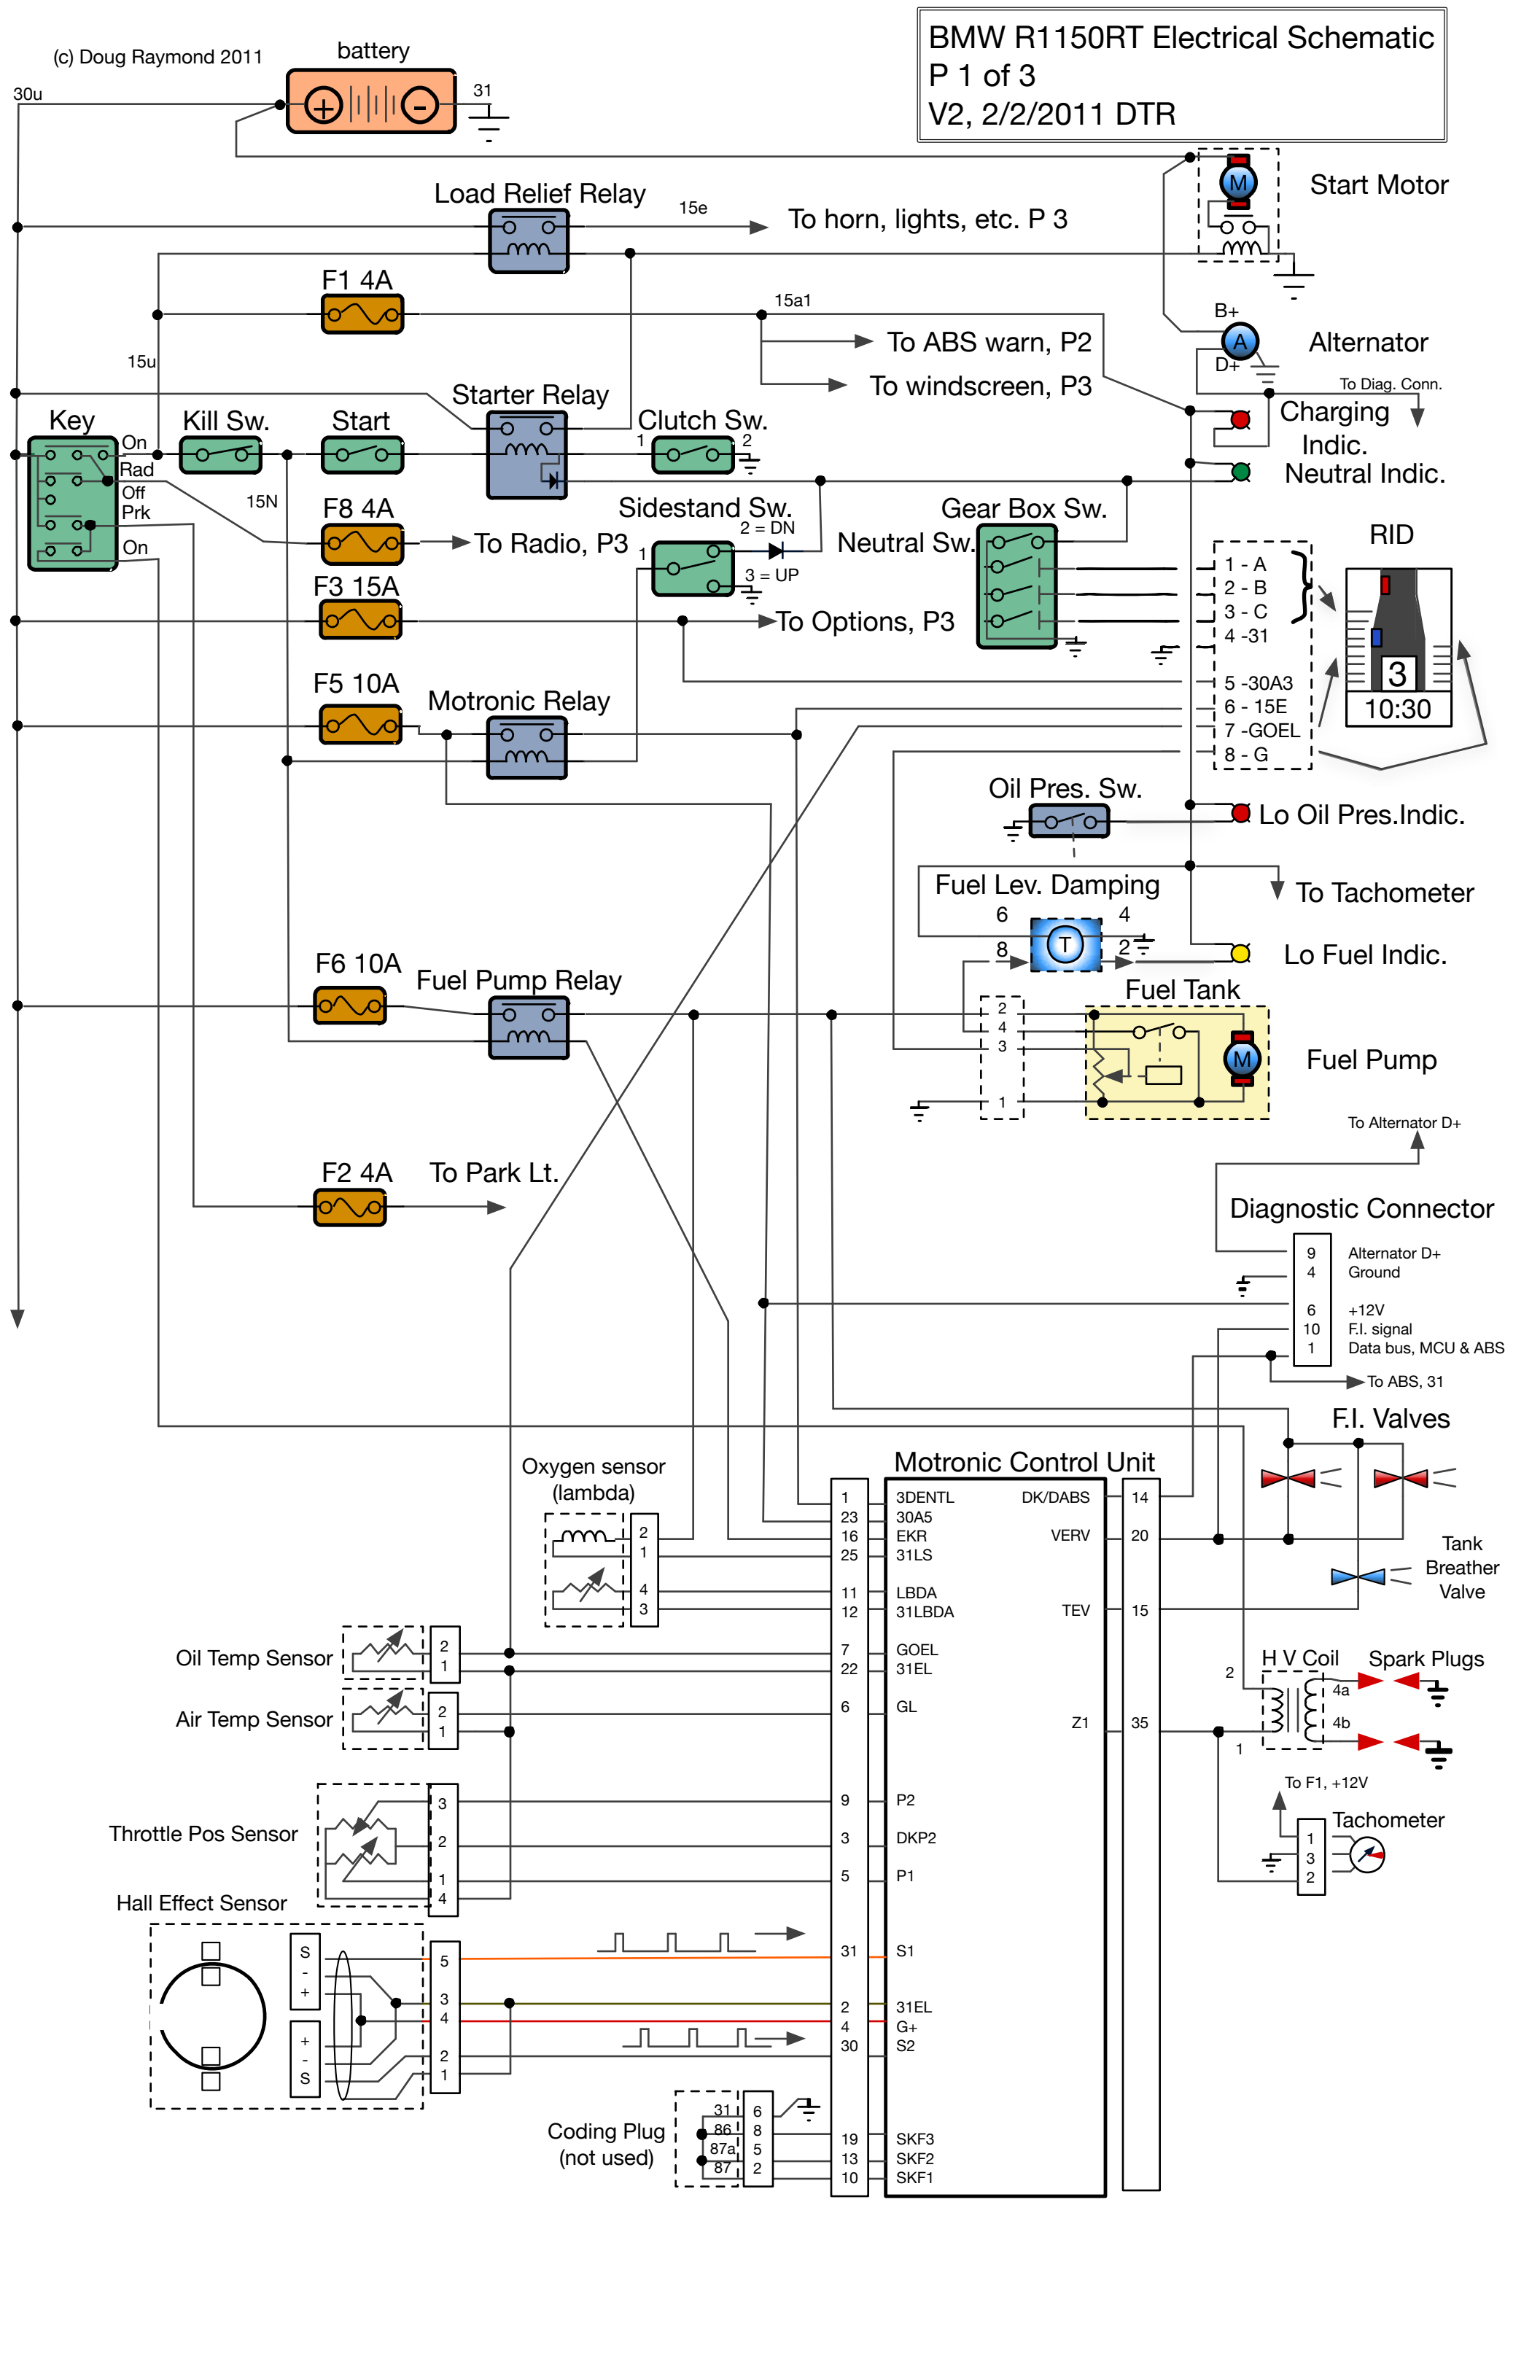 (c) Doug Raymond 2011
battery
BMW R1150RT Electrical Schematic
P 1 of 3
V2, 2/2/2011 DTR
30u
+
-
31
M
Start Motor
Load Relief Relay
15e
To horn, lights, etc. P 3
F1 4A
15a1
B+
A
D+
Alternator
To ABS warn, P2
15u
To windscreen, P3
To Diag. Conn.
Starter Relay
Key
Kill Sw.
Start
Clutch Sw.
1
2
Charging
Indic.
On
Rad
Off
Prk
On
Neutral Indic.
15N
F8 4A
To Radio, P3
Sidestand Sw.
2 = DN
1
3 = UP
Gear Box Sw.
Neutral Sw.
RID
1 - A
2 - B
3 - C
4 -31
5 -30A3
6 - 15E
7 -GOEL
8 - G
3
10:30
F3 15A
To Options, P3
F5 10A
Motronic Relay
Oil Pres. Sw.
Lo Oil Pres.Indic.
Fuel Lev. Damping
To Tachometer
6
4
T
8
2
Lo Fuel Indic.
F6 10A
Fuel Pump Relay
Fuel Tank
2
4
3
1
M
Fuel Pump
To Alternator D+
F2 4A
To Park Lt.
Diagnostic Connector
9
Alternator D+
4
Ground
6
+12V
10
F.I. signal
1
Data bus, MCU & ABS
To ABS, 31
F.I. Valves
Oxygen sensor
(lambda)
2
1
4
3
Motronic Control Unit
1
3DENTL
23
30A5
16
EKR
25
31LS
11
LBDA
12
31LBDA
7
GOEL
22
31EL
6
GL
9
P2
3
DKP2
5
P1
31
S1
2
31EL
4
G+
30
S2
19
SKF3
13
SKF2
10
SKF1
DK/DABS
14
VERV
20
TEV
15
Z1
35
Tank
Breather
Valve
Oil Temp Sensor
2
1
Air Temp Sensor
2
1
H V Coil
Spark Plugs
2
4a
4b
1
To F1, +12V
Tachometer
1
3
2
Throttle Pos Sensor
3
2
1
4
Hall Effect Sensor
S
-
+
+
-
S
5
3
4
2
1
Coding Plug
(not used)
31
86
87a
87
6
8
5
2